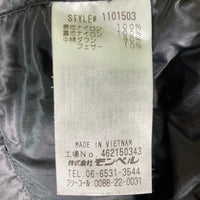 STYLE# 1101503
表地 ナイロン 100%
裏地 ナイロン 100%
中綿 ダウン 90%
フェザー 10%
MADE IN VIETNAM
工場No. 462150343
株式会社モンベル
TEL 06-6531-3544
フリーコール:0088-22-0031